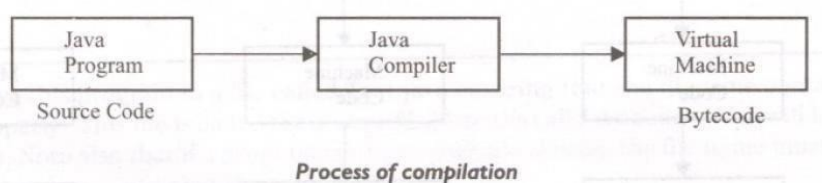 Java
Program
Java
Compiler
Virtual
Machine
Source Code
Bytecode
Process of compilation